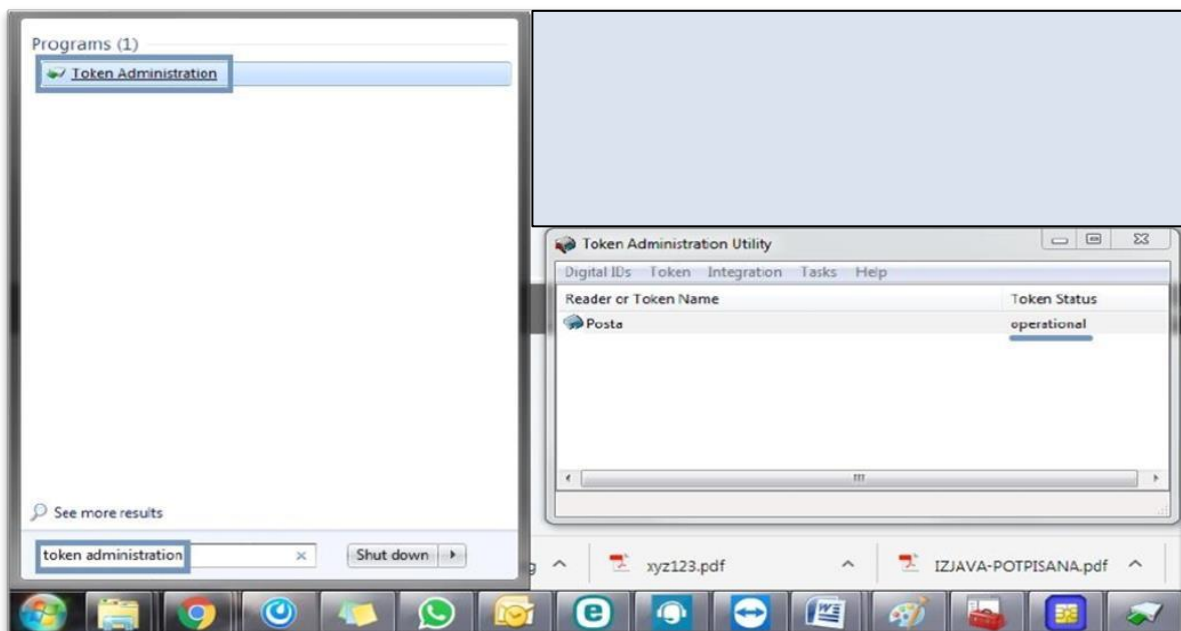 Programs (1)
Token Administration
See more results
token administration
Shut down
Token Administration Utility
Digital IDs Token Integration Tasks Help
Reader or Token Name Token Status
Posta operational
g xyz123.pdf IZJAVA-POTPISANA.pdf